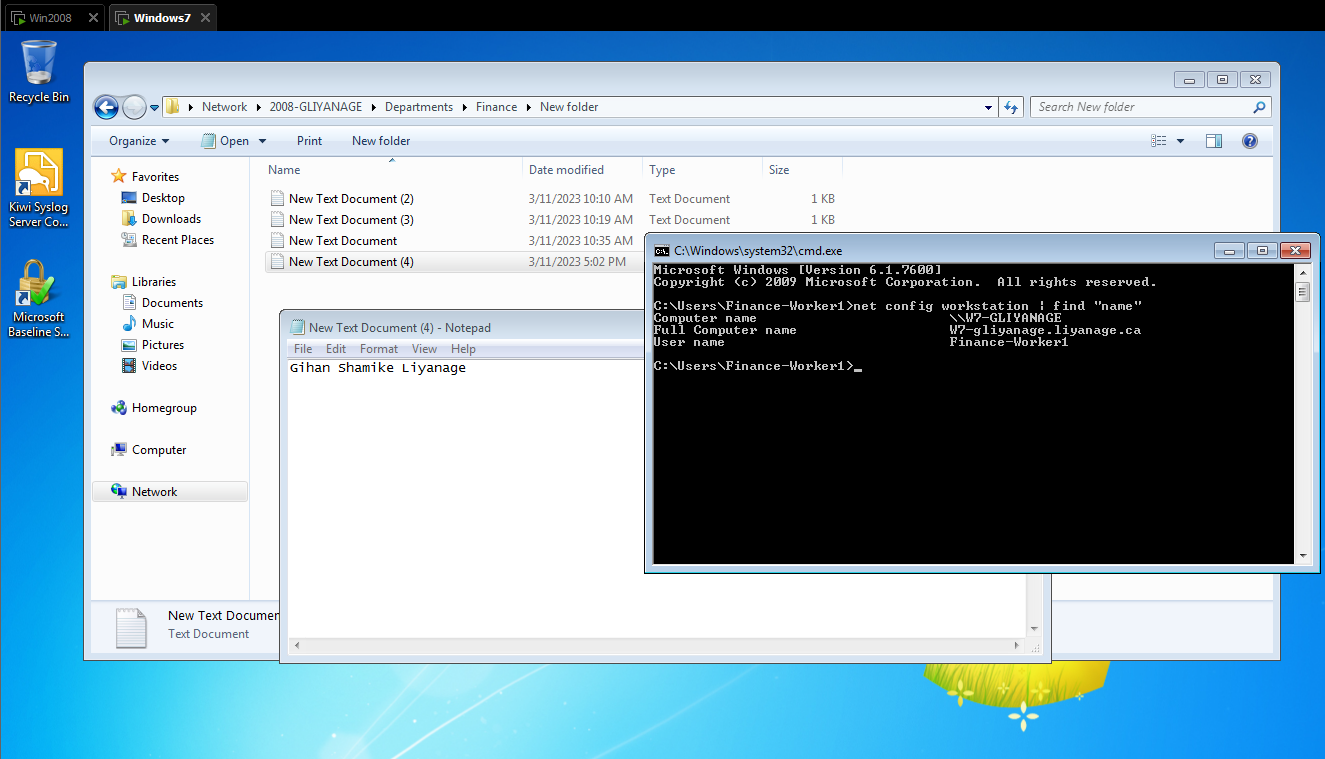 Win2008
Windows7
Recycle Bin
Kiwi Syslog
Server Co...
Microsoft
Baseline S...
Network 2008-GLIYANAGE Departments Finance New folder
Search New folder
Organize Open Print New folder
Favorites
Desktop
Downloads
Recent Places
Libraries
Documents
Music
Pictures
Videos
Homegroup
Computer
Network
Name Date modified Type Size
New Text Document (2) 3/11/2023 10:10 AM Text Document 1 KB
New Text Document (3) 3/11/2023 10:19 AM Text Document 1 KB
New Text Document 3/11/2023 10:35 AM
New Text Document (4) 3/11/2023 5:02 PM
New Text Documen
Text Document
New Text Document (4) - Notepad
File Edit Format View Help
Gihan Shamike Liyanage
C:\Windows\system32\cmd.exe
Microsoft Windows [Version 6.1.7600]
Copyright (c) 2009 Microsoft Corporation. All rights reserved.
C:\Users\Finance-Worker1>net config workstation | find "name"
Computer name \\W7-GLIYANAGE
Full Computer name W7-gliyanage.liyanage.ca
User name Finance-Worker1
C:\Users\Finance-Worker1>_